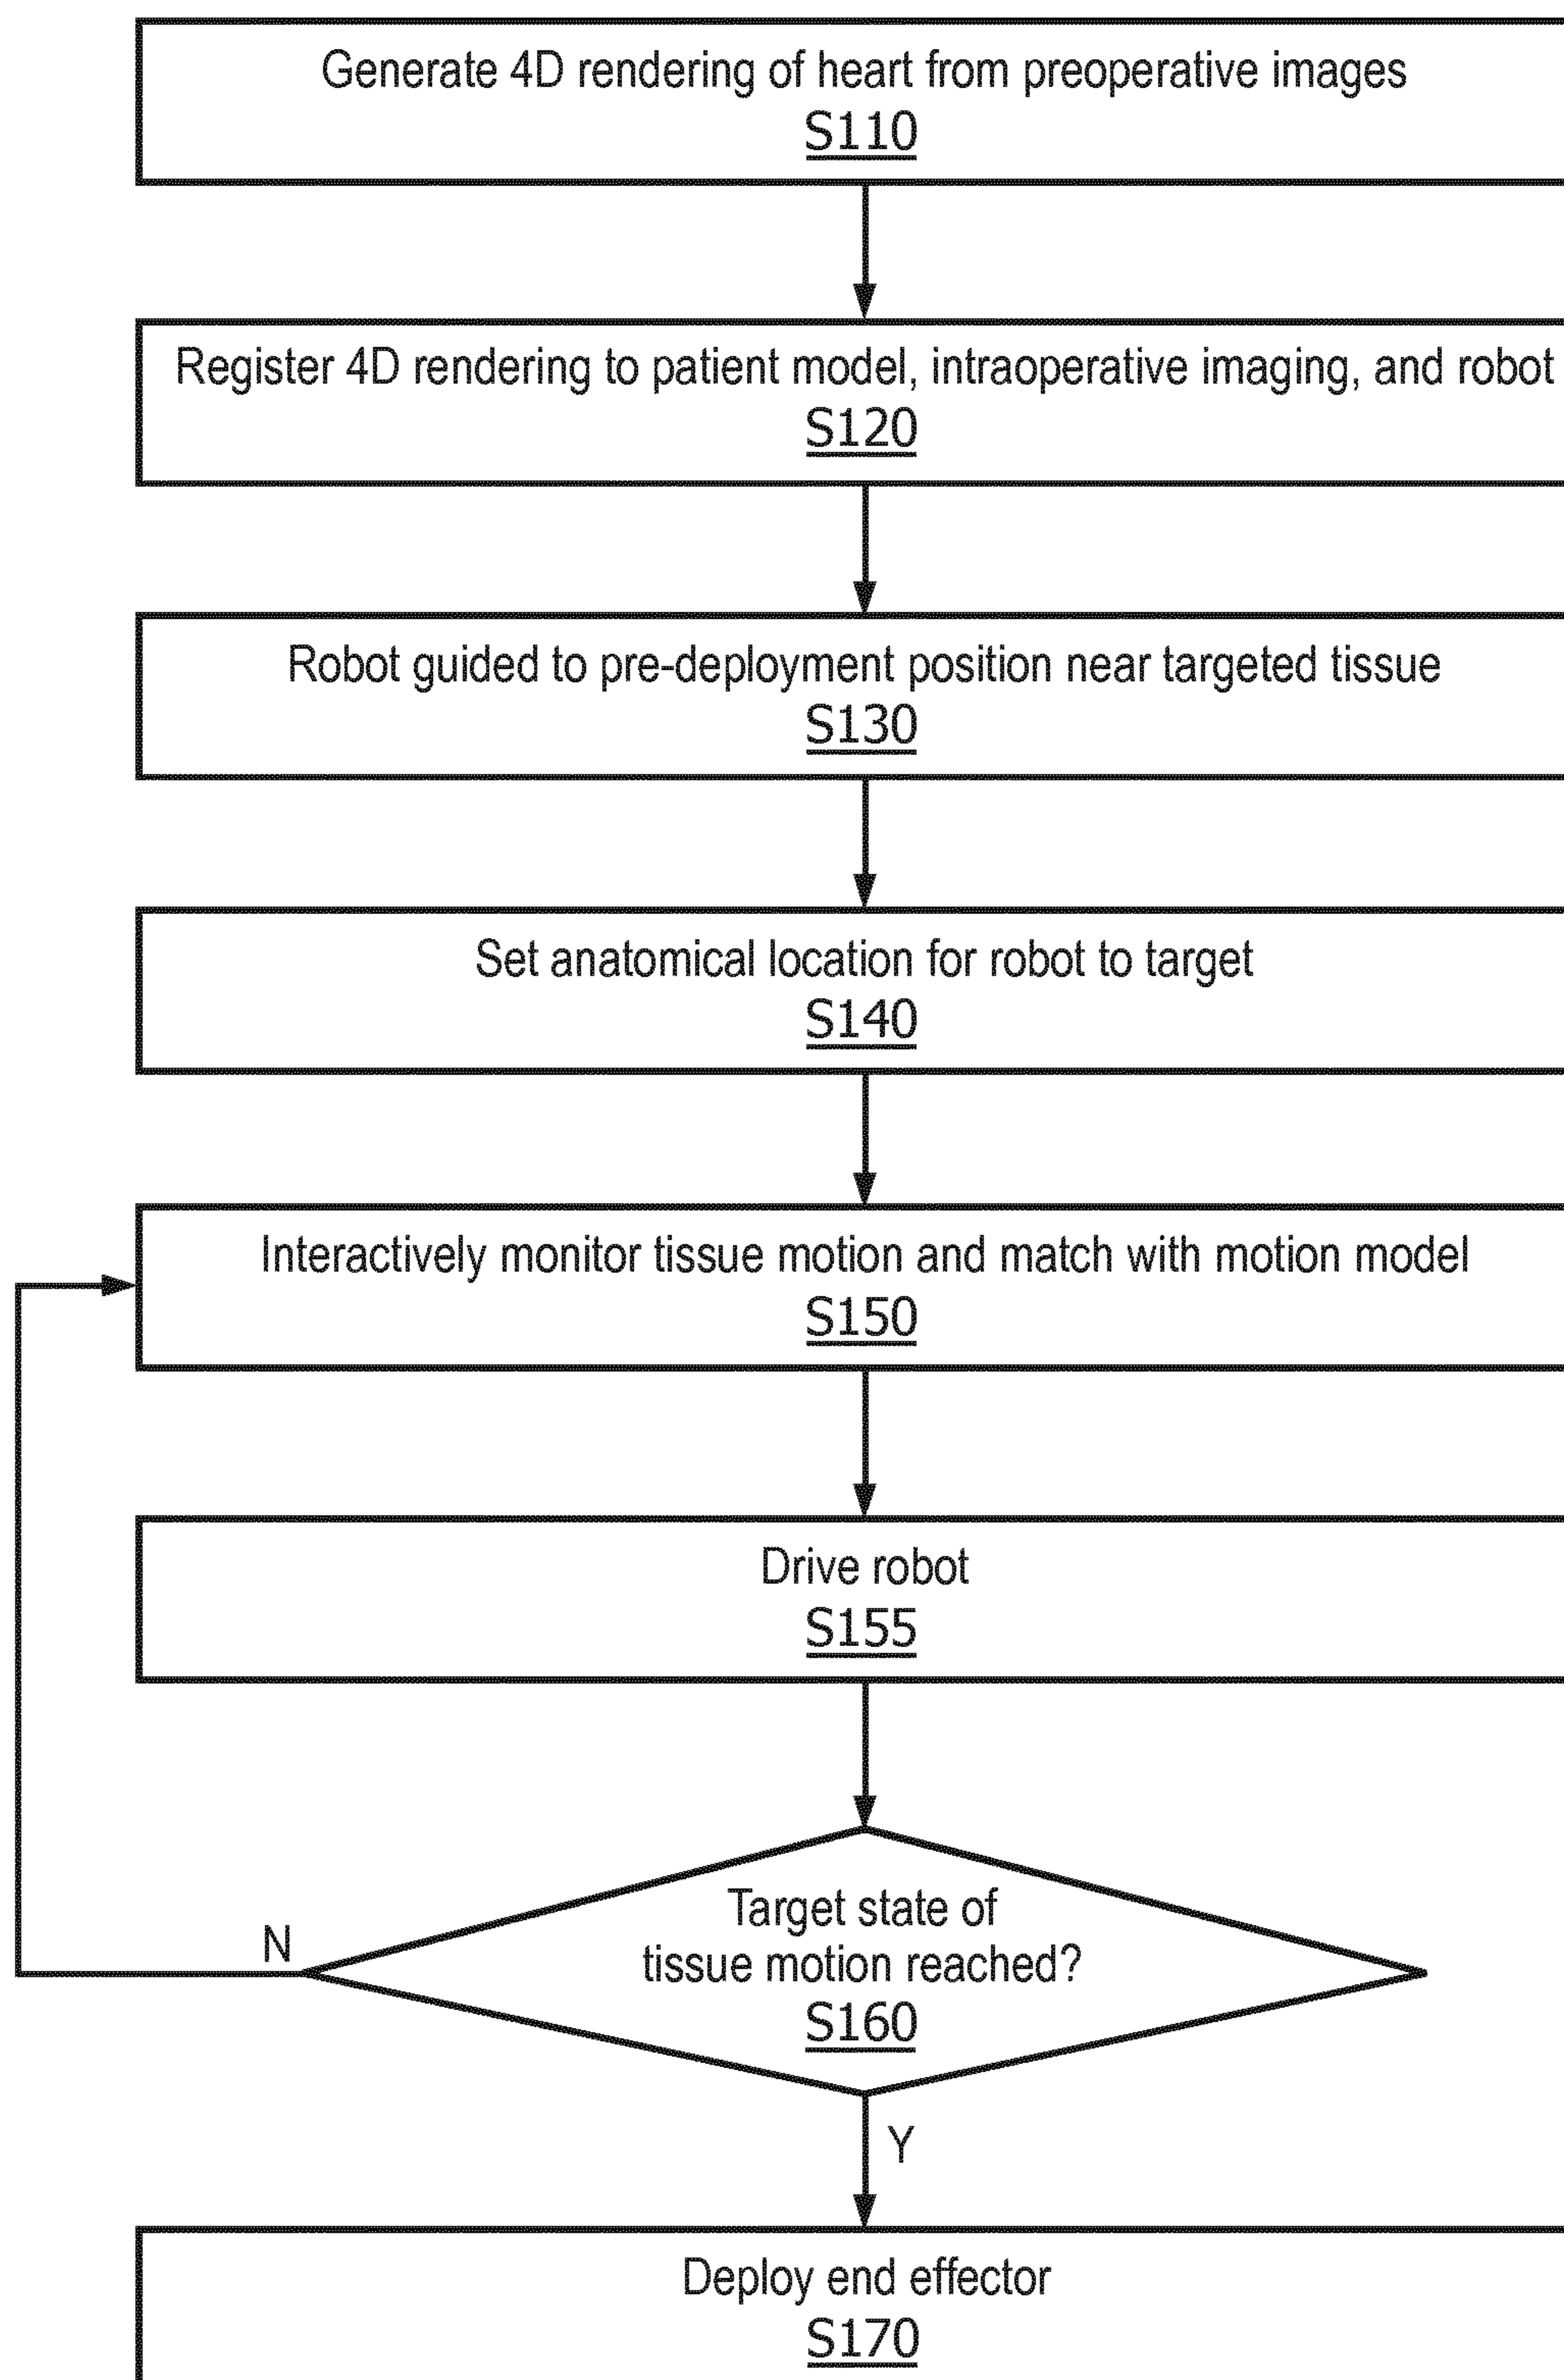 Generate 4D rendering of heart from preoperative images
S110
Register 4D rendering to patient model, intraoperative imaging, and robot
S120
Robot guided to pre-deployment position near targeted tissue
S130
Set anatomical location for robot to target
S140
Interactively monitor tissue motion and match with motion model
S150
Drive robot
S155
Target state of
tissue motion reached?
S160
N
Y
Deploy end effector
S170